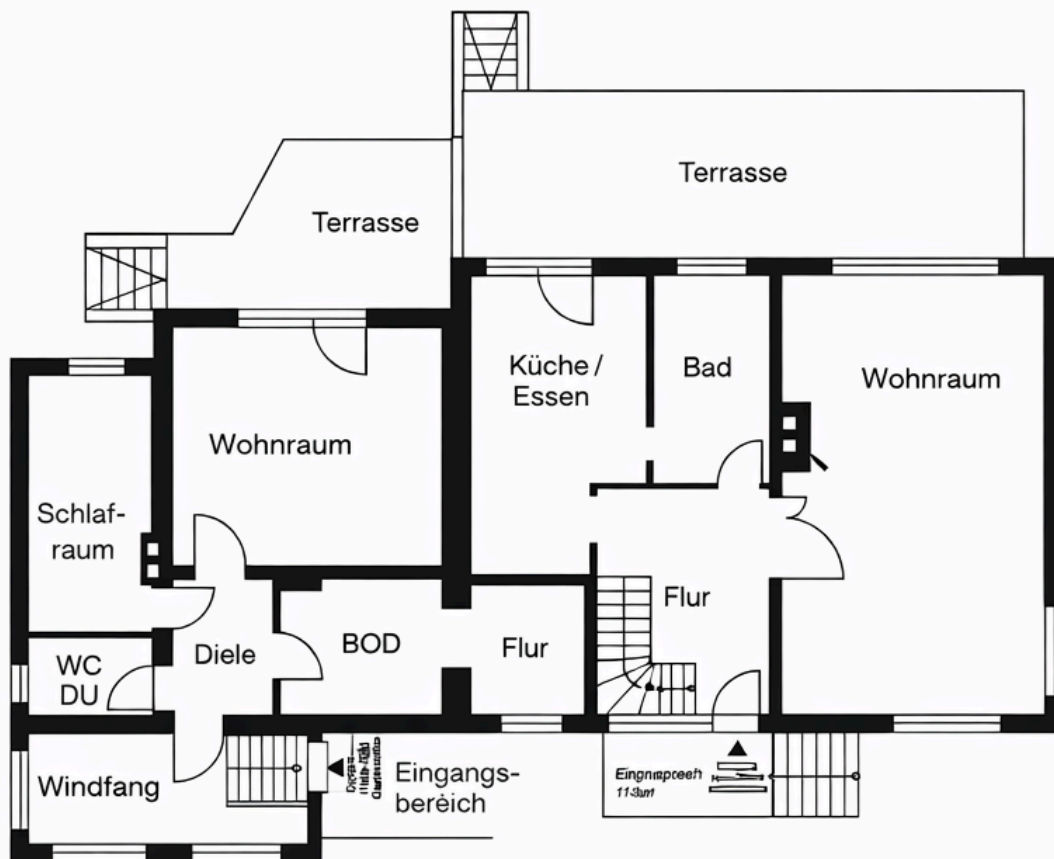 Terrasse
Terrasse
Küche /
Essen
Bad
Wohnraum
Wohnraum
Schlaf-
raum
WC
DU
Diele
BOD
Flur
Flur
Windfang
Eingangs-
bereich